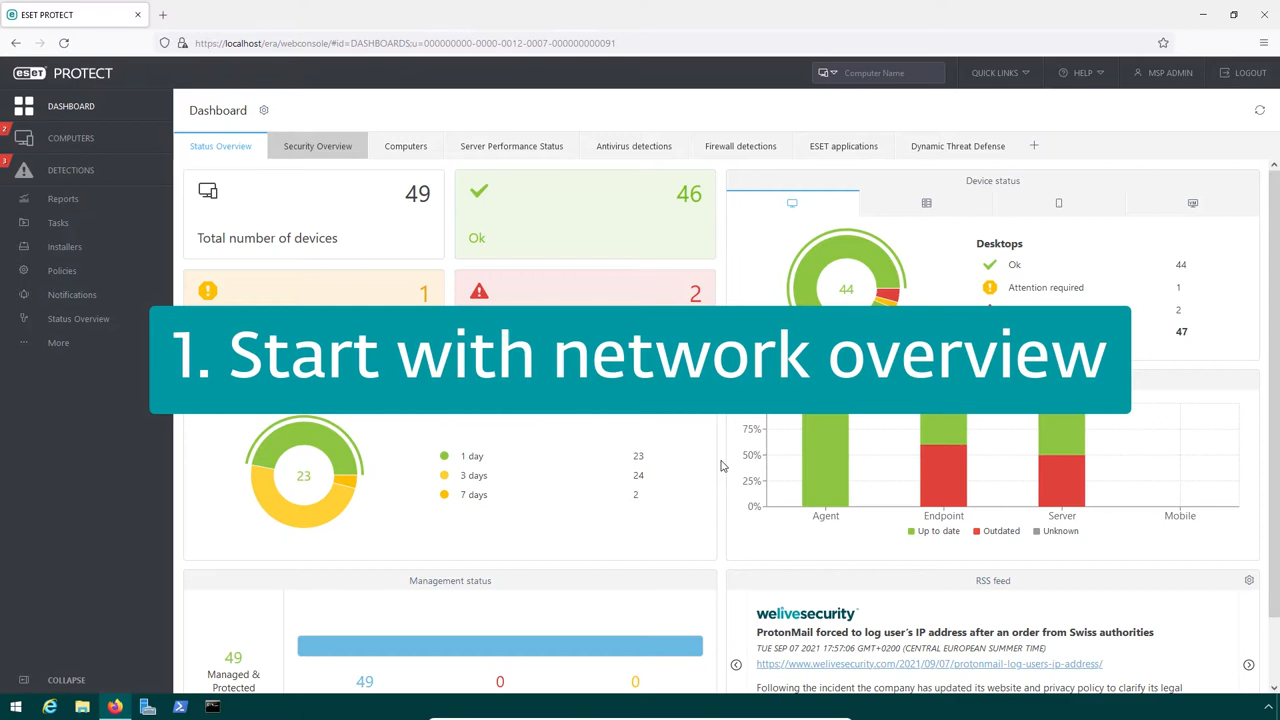 ESET PROTECT
https://localhost/era/webconsole/#id=DASHBOARDS;u=000000000-0000-0012-0007-000000000091
eset PROTECT
Computer Name
QUICK LINKS
HELP
MSP ADMIN
LOGOUT
DASHBOARD
2
COMPUTERS
3
DETECTIONS
Reports
Tasks
Installers
Policies
Notifications
Status Overview
More
COLLAPSE
Dashboard
Status Overview
Security Overview
Computers
Server Performance Status
Antivirus detections
Firewall detections
ESET applications
Dynamic Threat Defense
49
Total number of devices
46
Ok
1
2
Device status
44
Desktops
Ok 44
Attention required 1
2
47
1. Start with network overview
23
1 day 23
3 days 24
7 days 2
75%
50%
25%
0%
Agent Endpoint Server Mobile
Up to date Outdated Unknown
Management status
49
Managed &
Protected
49 0 0
RSS feed
welivesecurity
ProtonMail forced to log user's IP address after an order from Swiss authorities
TUE SEP 07 2021 17:57:06 GMT+0200 (CENTRAL EUROPEAN SUMMER TIME)
https://www.welivesecurity.com/2021/09/07/protonmail-log-users-ip-address/
Following the incident the company has updated its website and privacy policy to clarify its legal